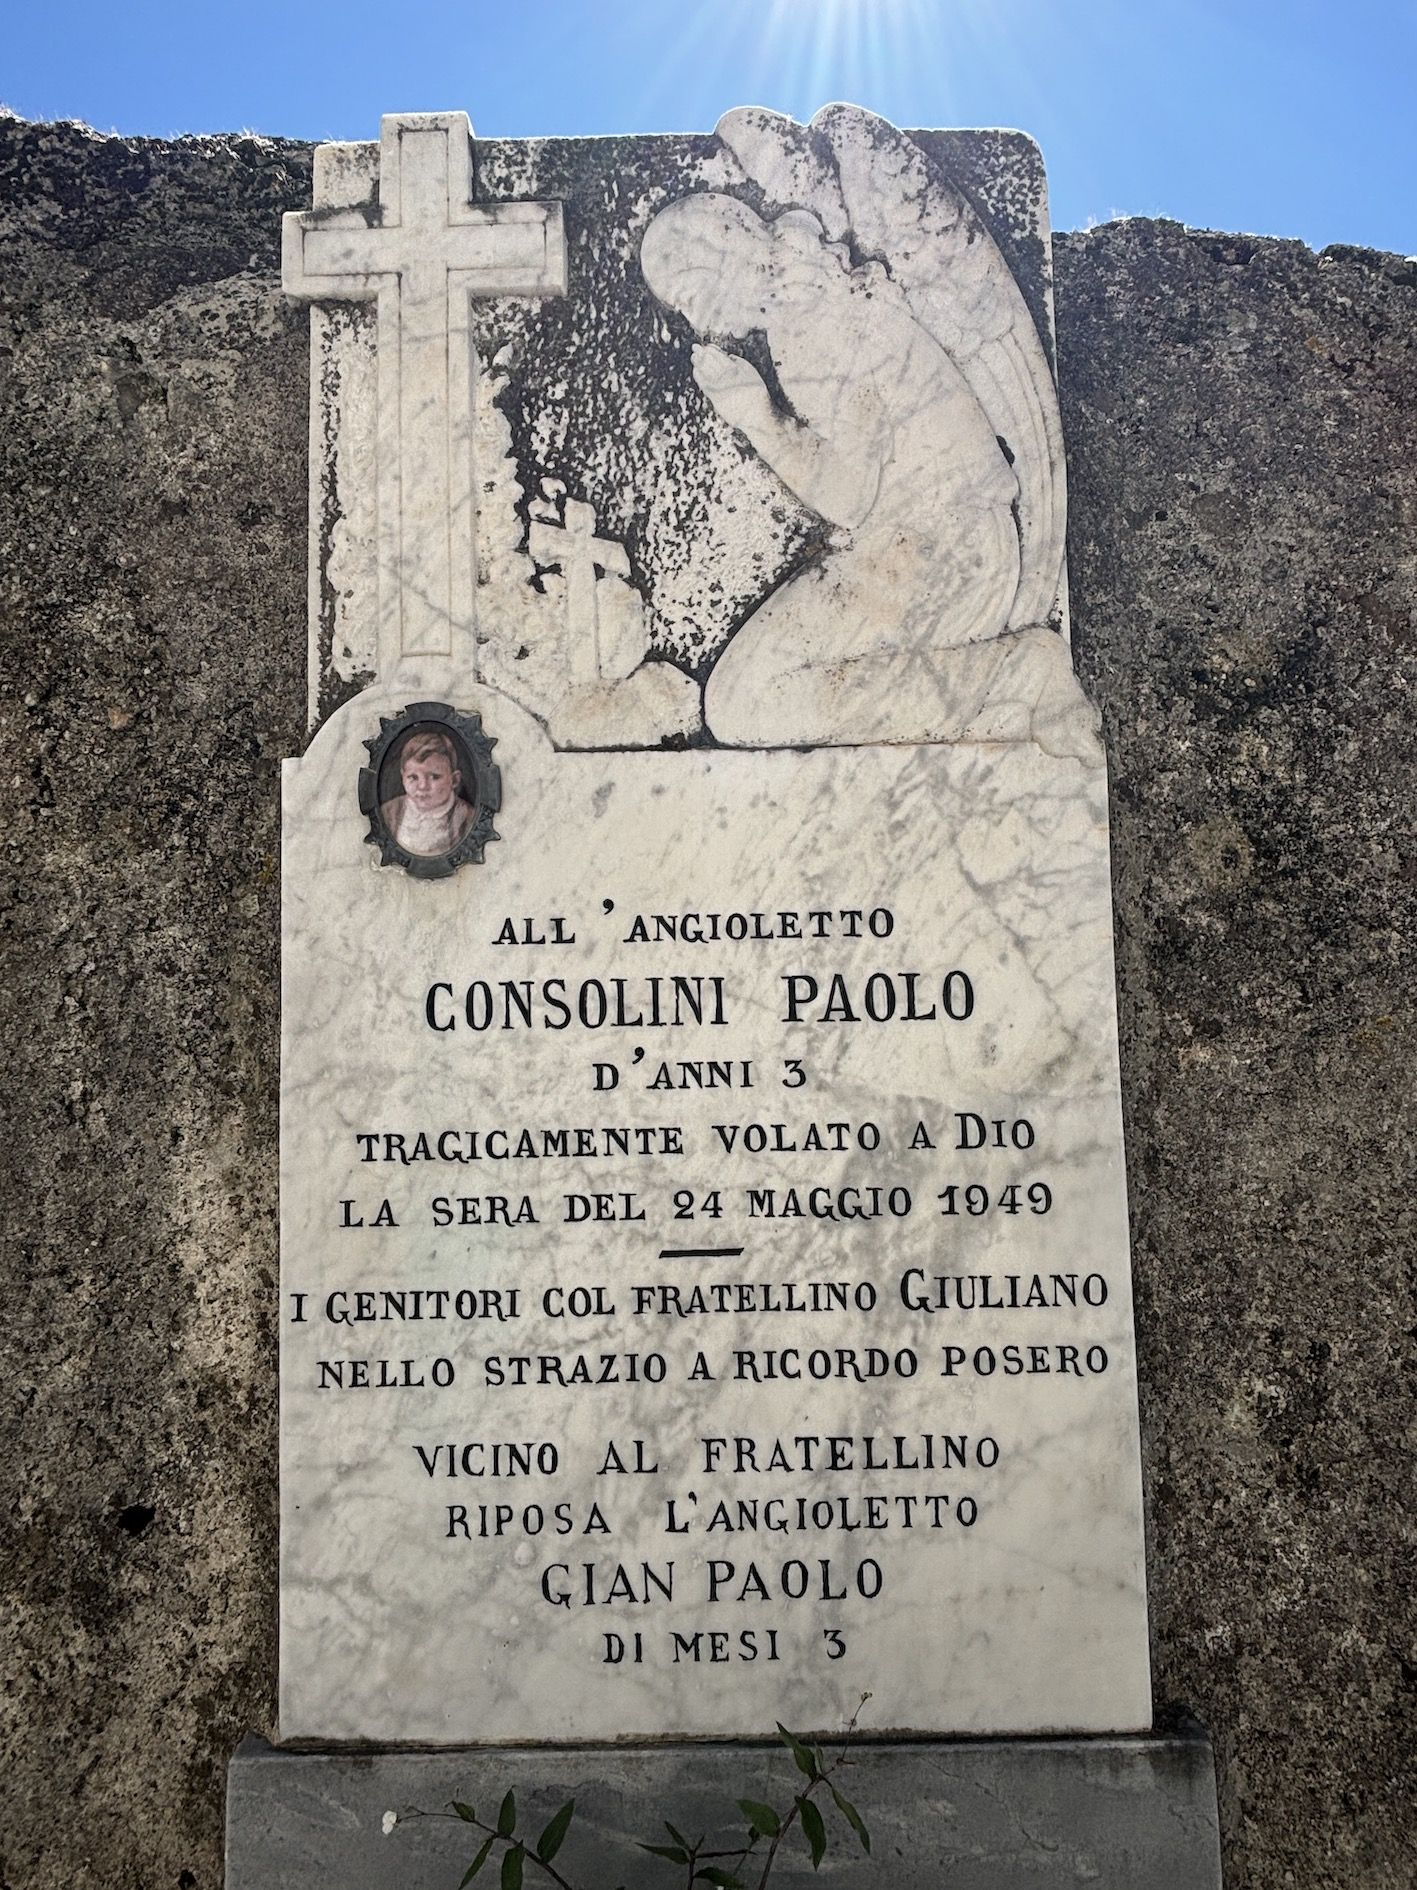 ALL'ANGIOLETTO
CONSOLINI PAOLO
D'ANNI 3
TRAGICAMENTE VOLATO A DIO
LA SERA DEL 24 MAGGIO 1949
I GENITORI COL FRATELLINO GIULIANO
NELLO STRAZIO A RICORDO POSERO
VICINO AL FRATELLINO
RIPOSA L'ANGIOLETTO
GIAN PAOLO
DI MESI 3